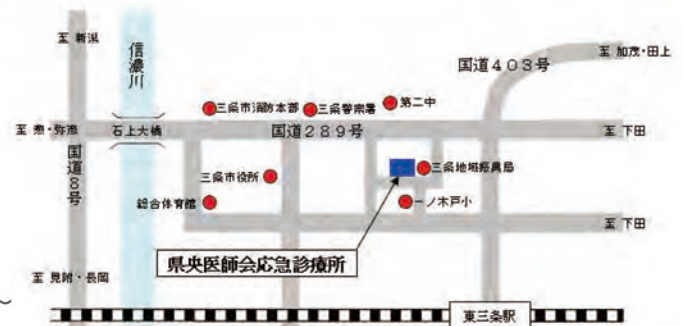 至 新潟
信濃川
国道403号
至 加茂・田上
三条市消防本部
三条警察署
第二中
至 燕・弥彦
石上大橋
国道289号
至 下田
国道8号
三条市役所
三条地域振興局
総合体育館
一ノ木戸小
至 下田
県央医師会応急診療所
至 見附・長岡
東三条駅